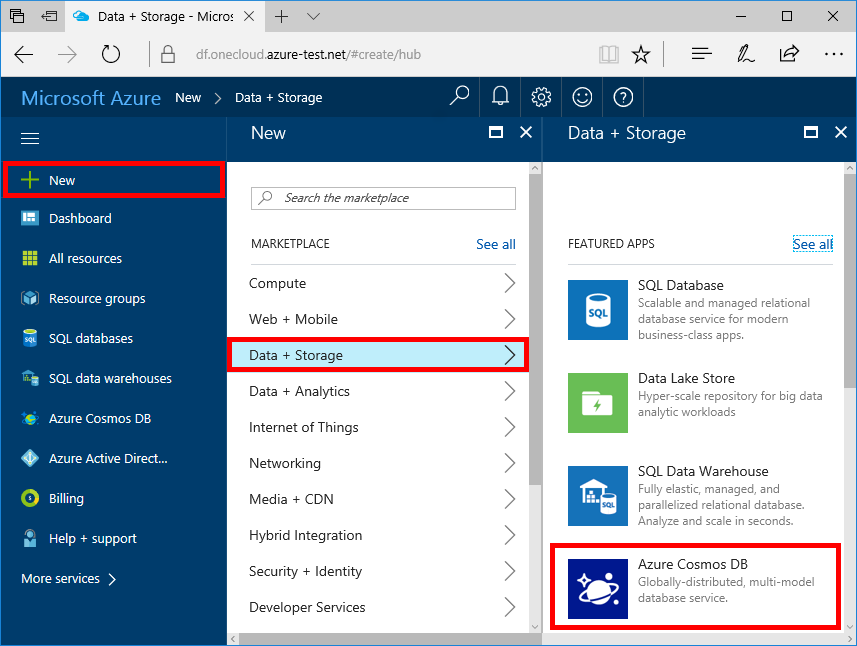 Data + Storage - Micros
df.onecloud.azure-test.net/#create/hub
Microsoft Azure New Data + Storage
New
Dashboard
All resources
Resource groups
SQL databases
SQL data warehouses
Azure Cosmos DB
Azure Active Direct...
Billing
Help + support
More services
New
Search the marketplace
MARKETPLACE See all
Compute
Web + Mobile
Data + Storage
Data + Analytics
Internet of Things
Networking
Media + CDN
Hybrid Integration
Security + Identity
Developer Services
Data + Storage
FEATURED APPS See all
SQL
SQL Database
Scalable and managed relational
database service for modern
business-class apps.
Data Lake Store
Hyper-scale repository for big data
analytic workloads
SQL
SQL Data Warehouse
Fully elastic, managed, and
parallelized relational database.
Analyze and scale in seconds.
Azure Cosmos DB
Globally-distributed, multi-model
database service.